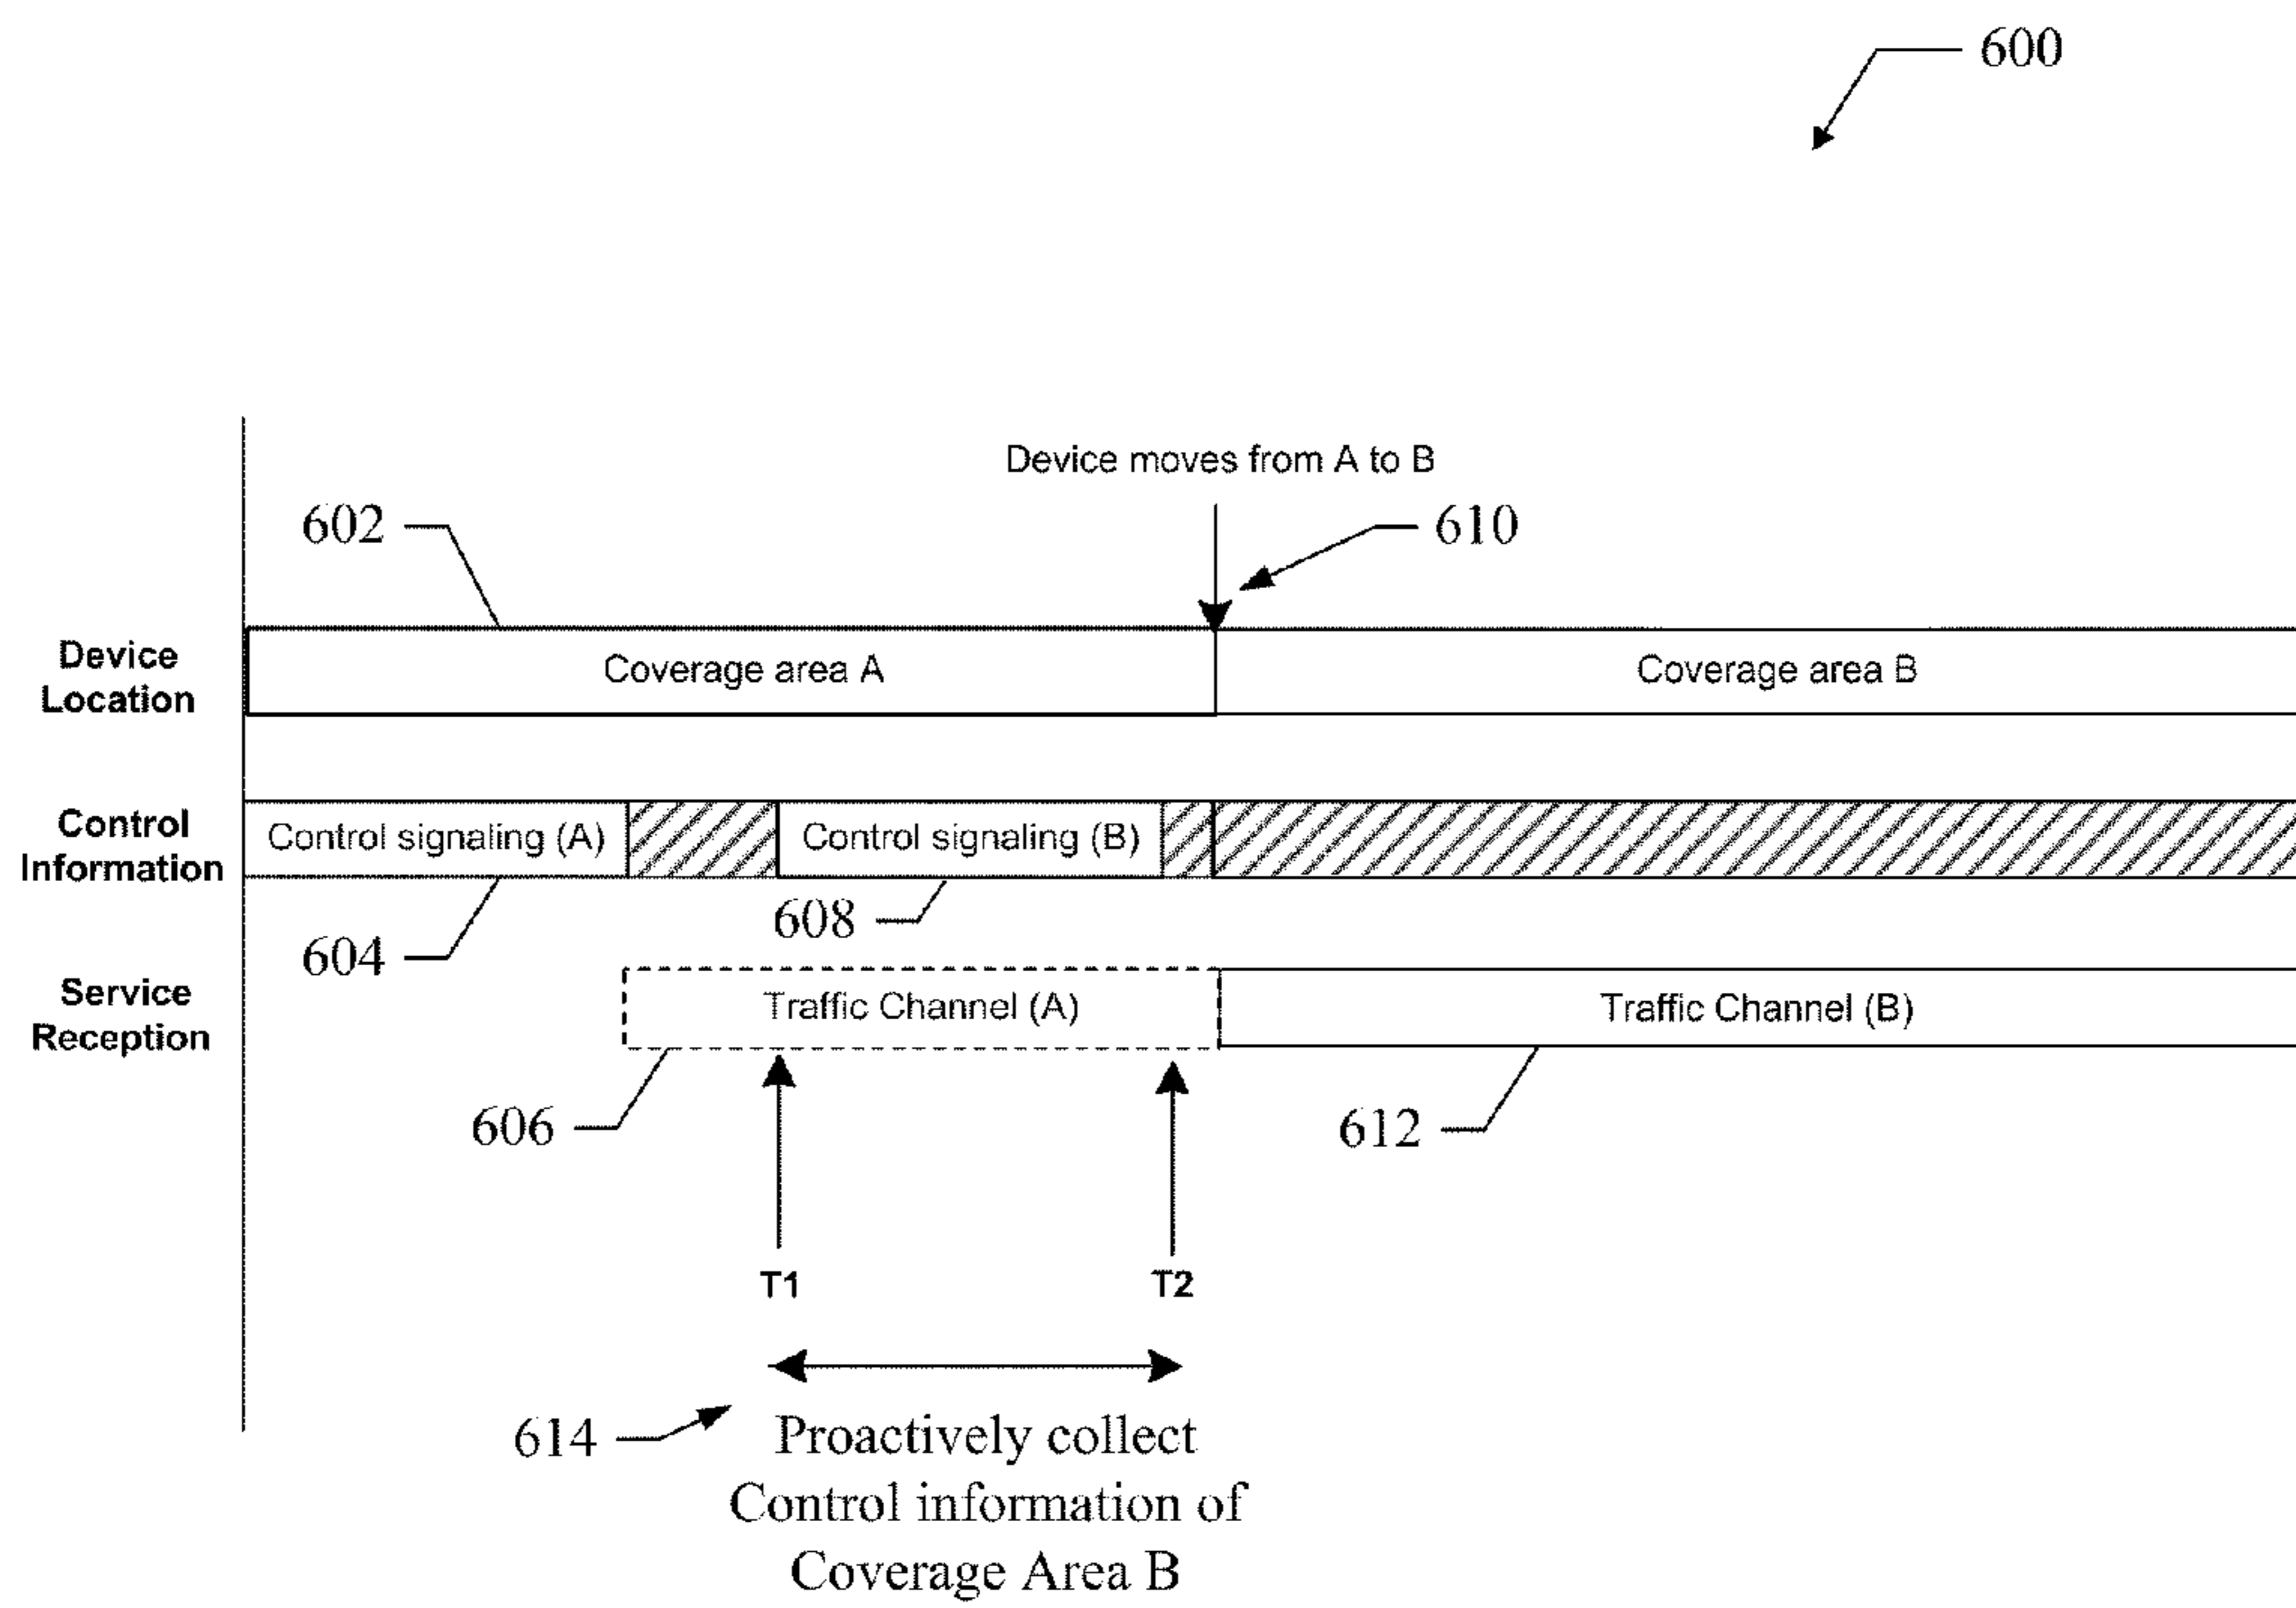 600
Device moves from A to B
602
610
Device
Location
Coverage area A
Coverage area B
Control
Information
Control signaling (A)
Control signaling (B)
608
604
Service
Reception
Traffic Channel (A)
Traffic Channel (B)
606
612
T1
T2
614
Proactively collect
Control information of
Coverage Area B